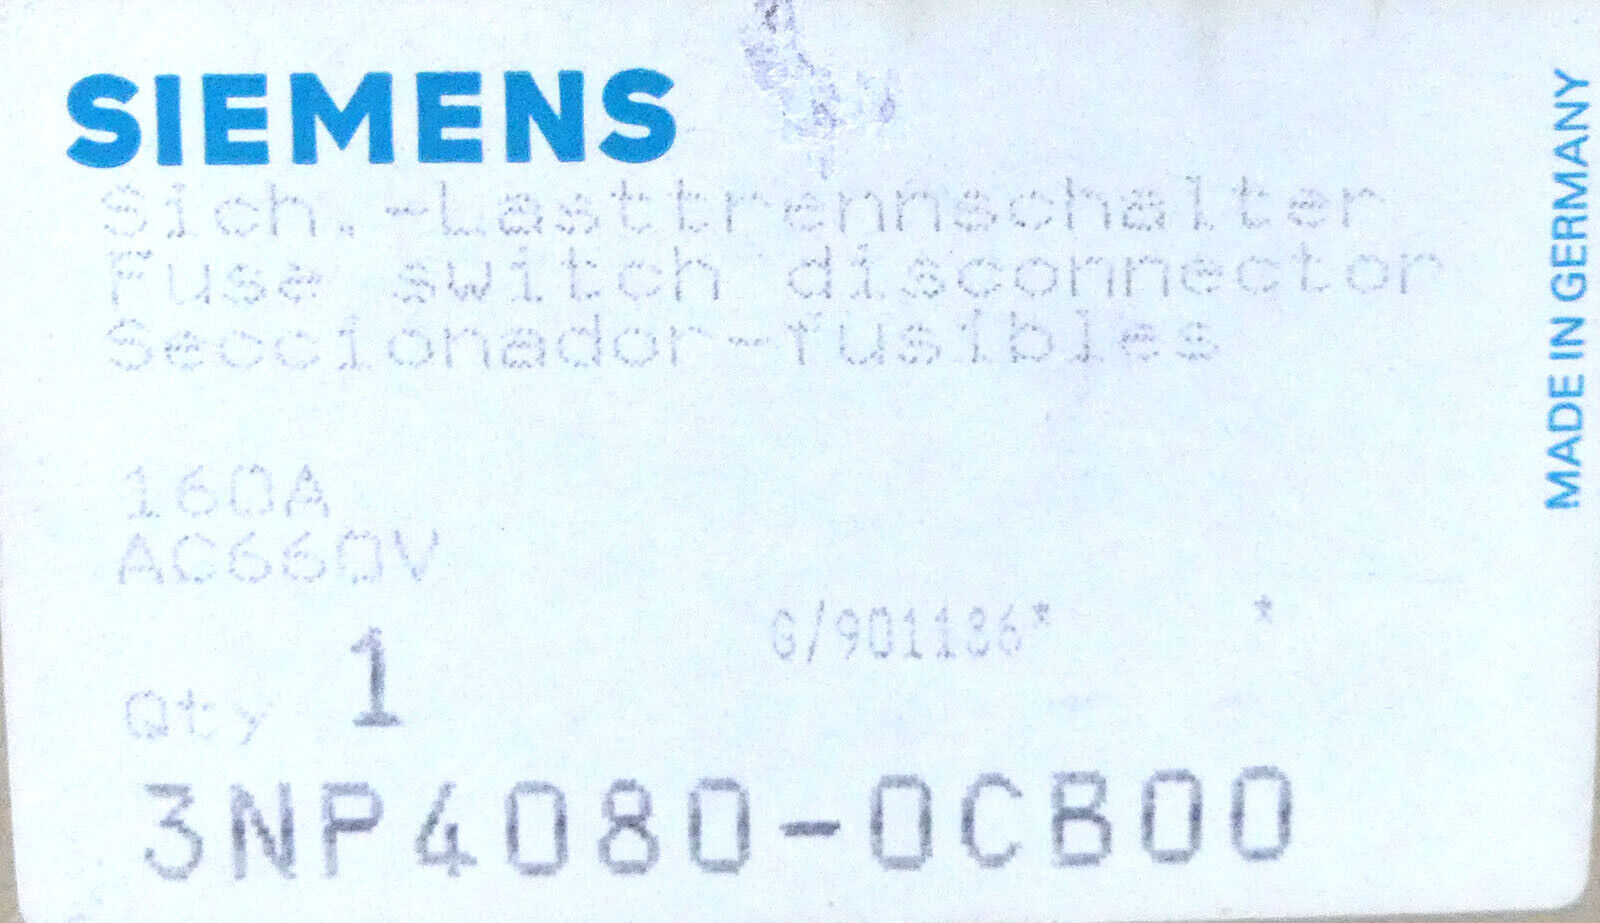 SIEMENS
Sich.-Lasttrennschalter
Fuse switch disconnector
Seccionador-fusibles
160A
AC660V
G/901136* *
Qty 1
3NP4080-0CB00
MADE IN GERMANY